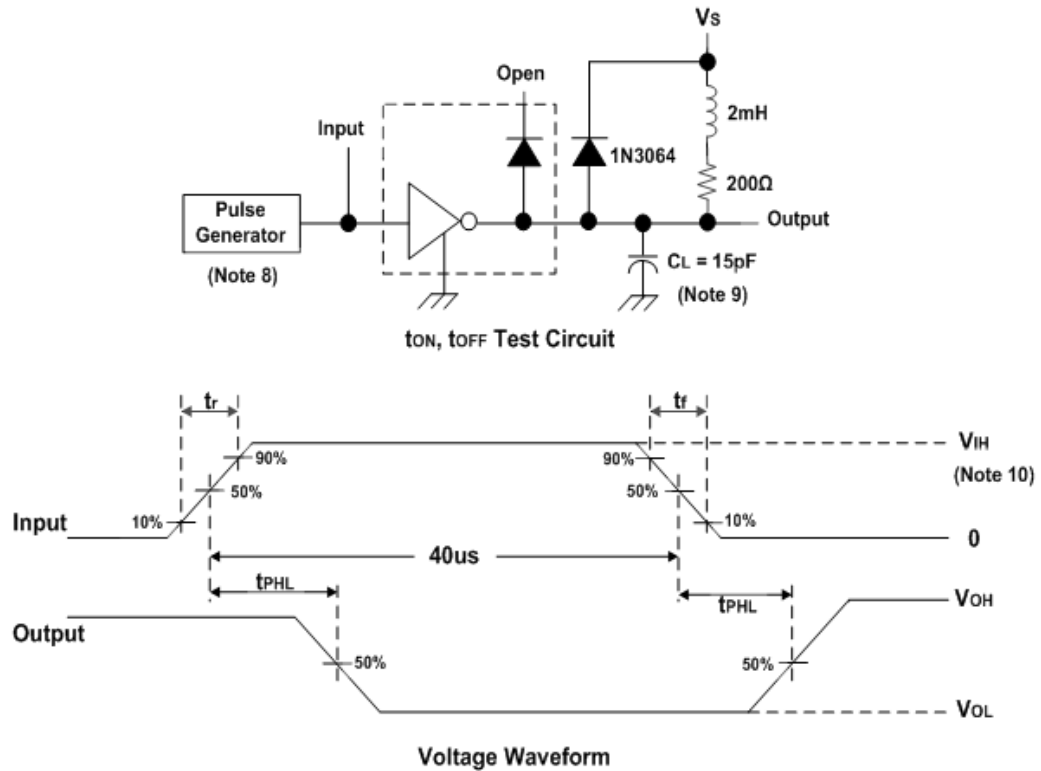 Vs
Open
2mH
Input
1N3064
200Ω
Pulse
Generator
Output
(Note 8)
CL = 15pF
(Note 9)
tON, tOFF Test Circuit
tr
tf
VIH
90%
90%
(Note 10)
50%
50%
Input
10%
10%
0
40us
tPHL
tPHL
VOH
Output
50%
50%
VOL
Voltage Waveform